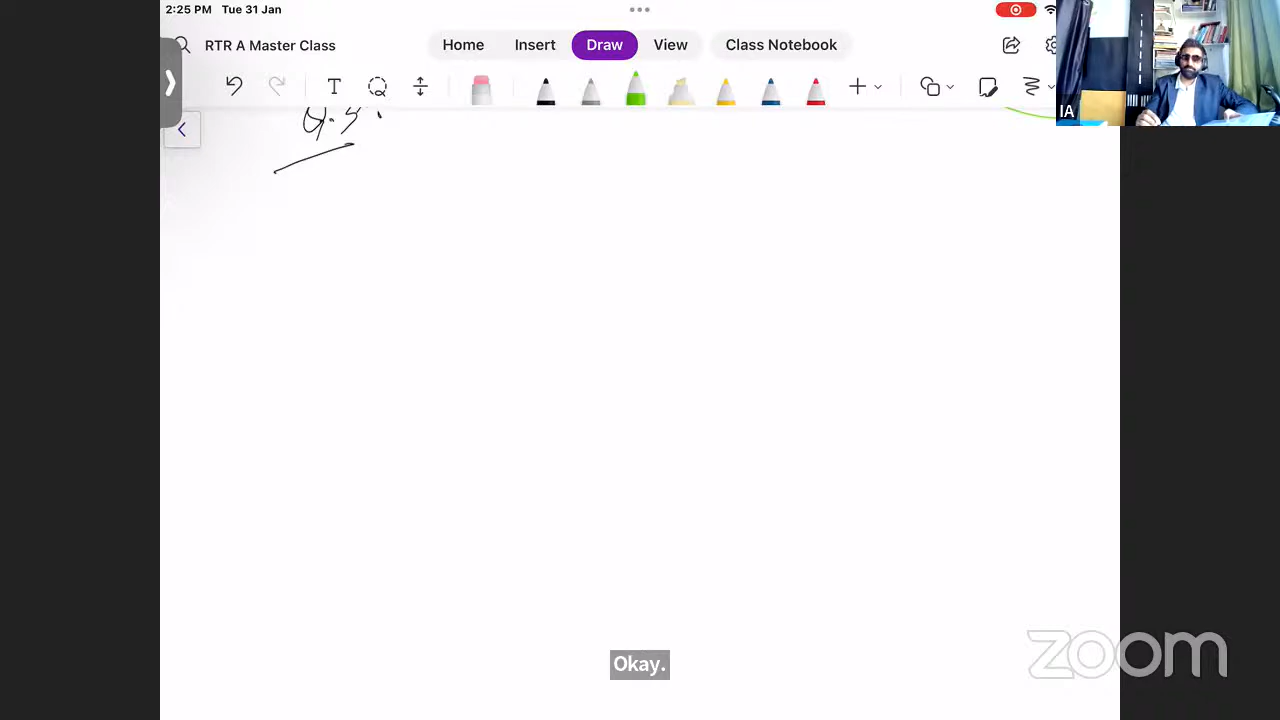 2:25 PM Tue 31 Jan
RTR A Master Class
Home Insert Draw View Class Notebook
T
IA
Okay.
zoom